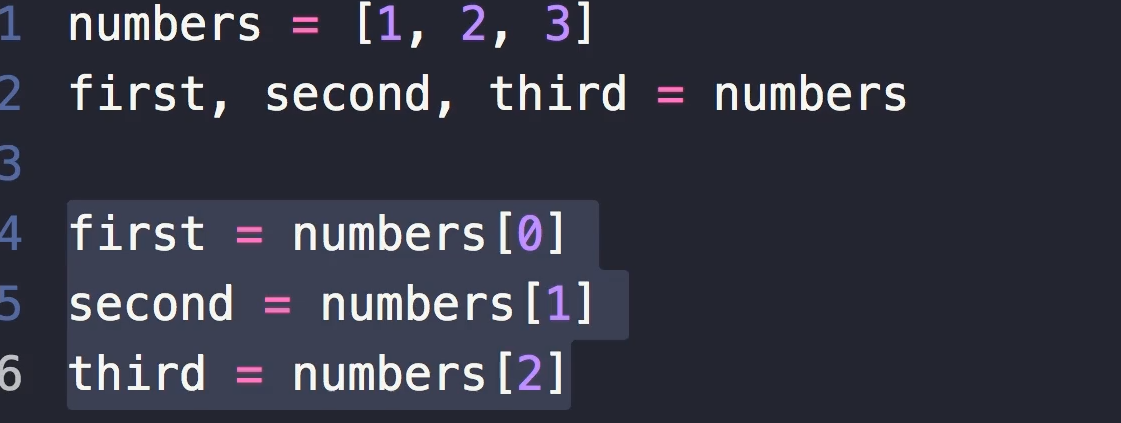 1 numbers = [1, 2, 3]
2 first, second, third = numbers
3
4 first = numbers[0]
5 second = numbers[1]
6 third = numbers[2]